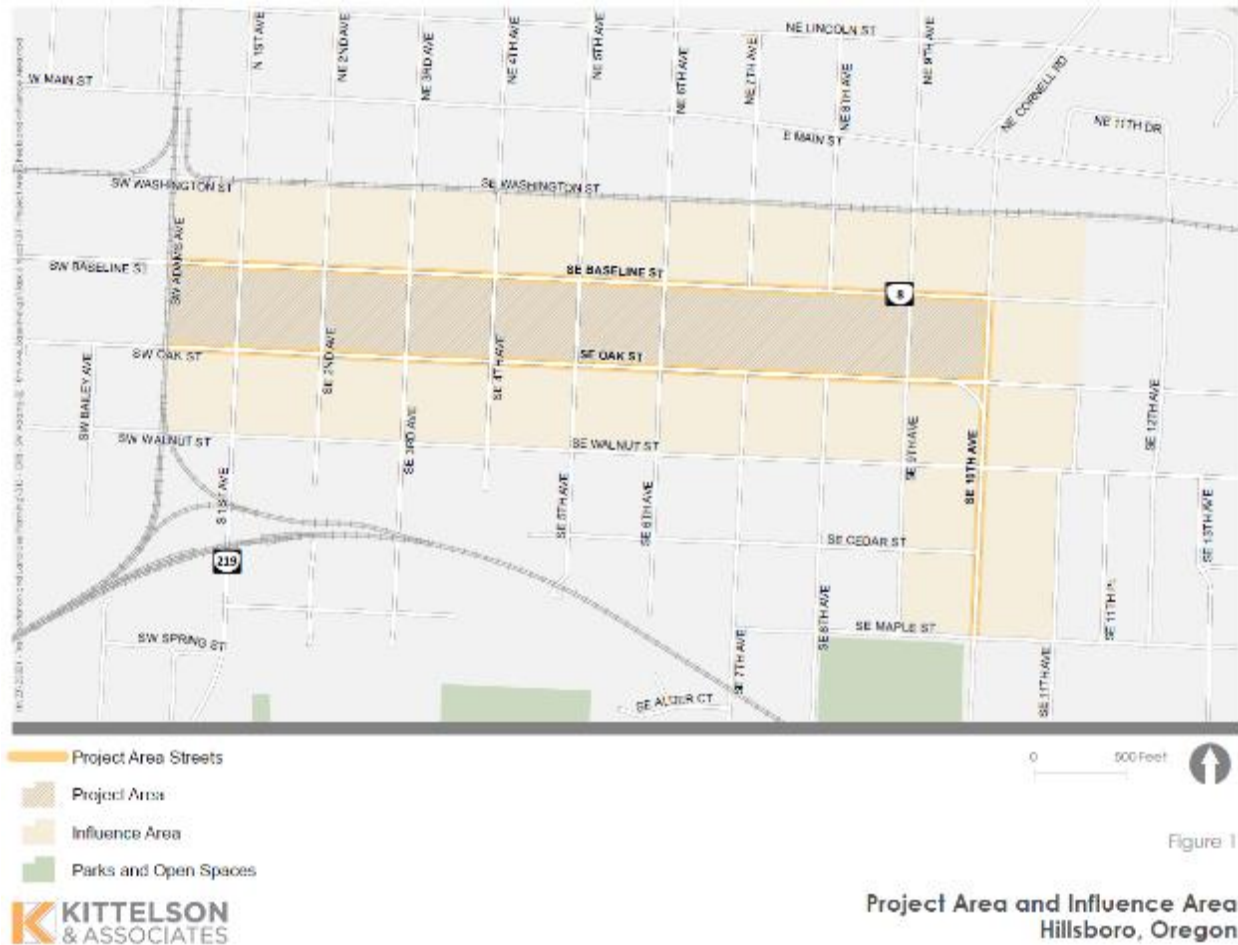 N 1ST AVE
NE 2ND AVE
NE 3RD AVE
NE 4TH AVE
NE 5TH AVE
NE 6TH AVE
NE 7TH AVE
NE 8TH AVE
NE 9TH AVE
NE LINCOLN ST
NE CORNELL RD
NE 11TH DR
W MAIN ST
E MAIN ST
SW WASHINGTON ST
SE WASHINGTON ST
SW ADAMS AVE
SW BASELINE ST
SE BASELINE ST
8
SW OAK ST
SE OAK ST
SE 2ND AVE
SE 4TH AVE
SW BAILEY AVE
SE 3RD AVE
SE 9TH AVE
SE 10TH AVE
SE 12TH AVE
SW WALNUT ST
SE WALNUT ST
S 1ST AVE
SE 5TH AVE
SE 6TH AVE
SE 13TH AVE
219
SE CEDAR ST
SE 8TH AVE
SE 11TH PL
SW SPRING ST
SE MAPLE ST
SE 7TH AVE
SE 11TH AVE
SE ALDER CT
Project Area Streets
Project Area
Influence Area
Parks and Open Spaces
0 500 Feet
Figure 1
KITTELSON
& ASSOCIATES
Project Area and Influence Area
Hillsboro, Oregon